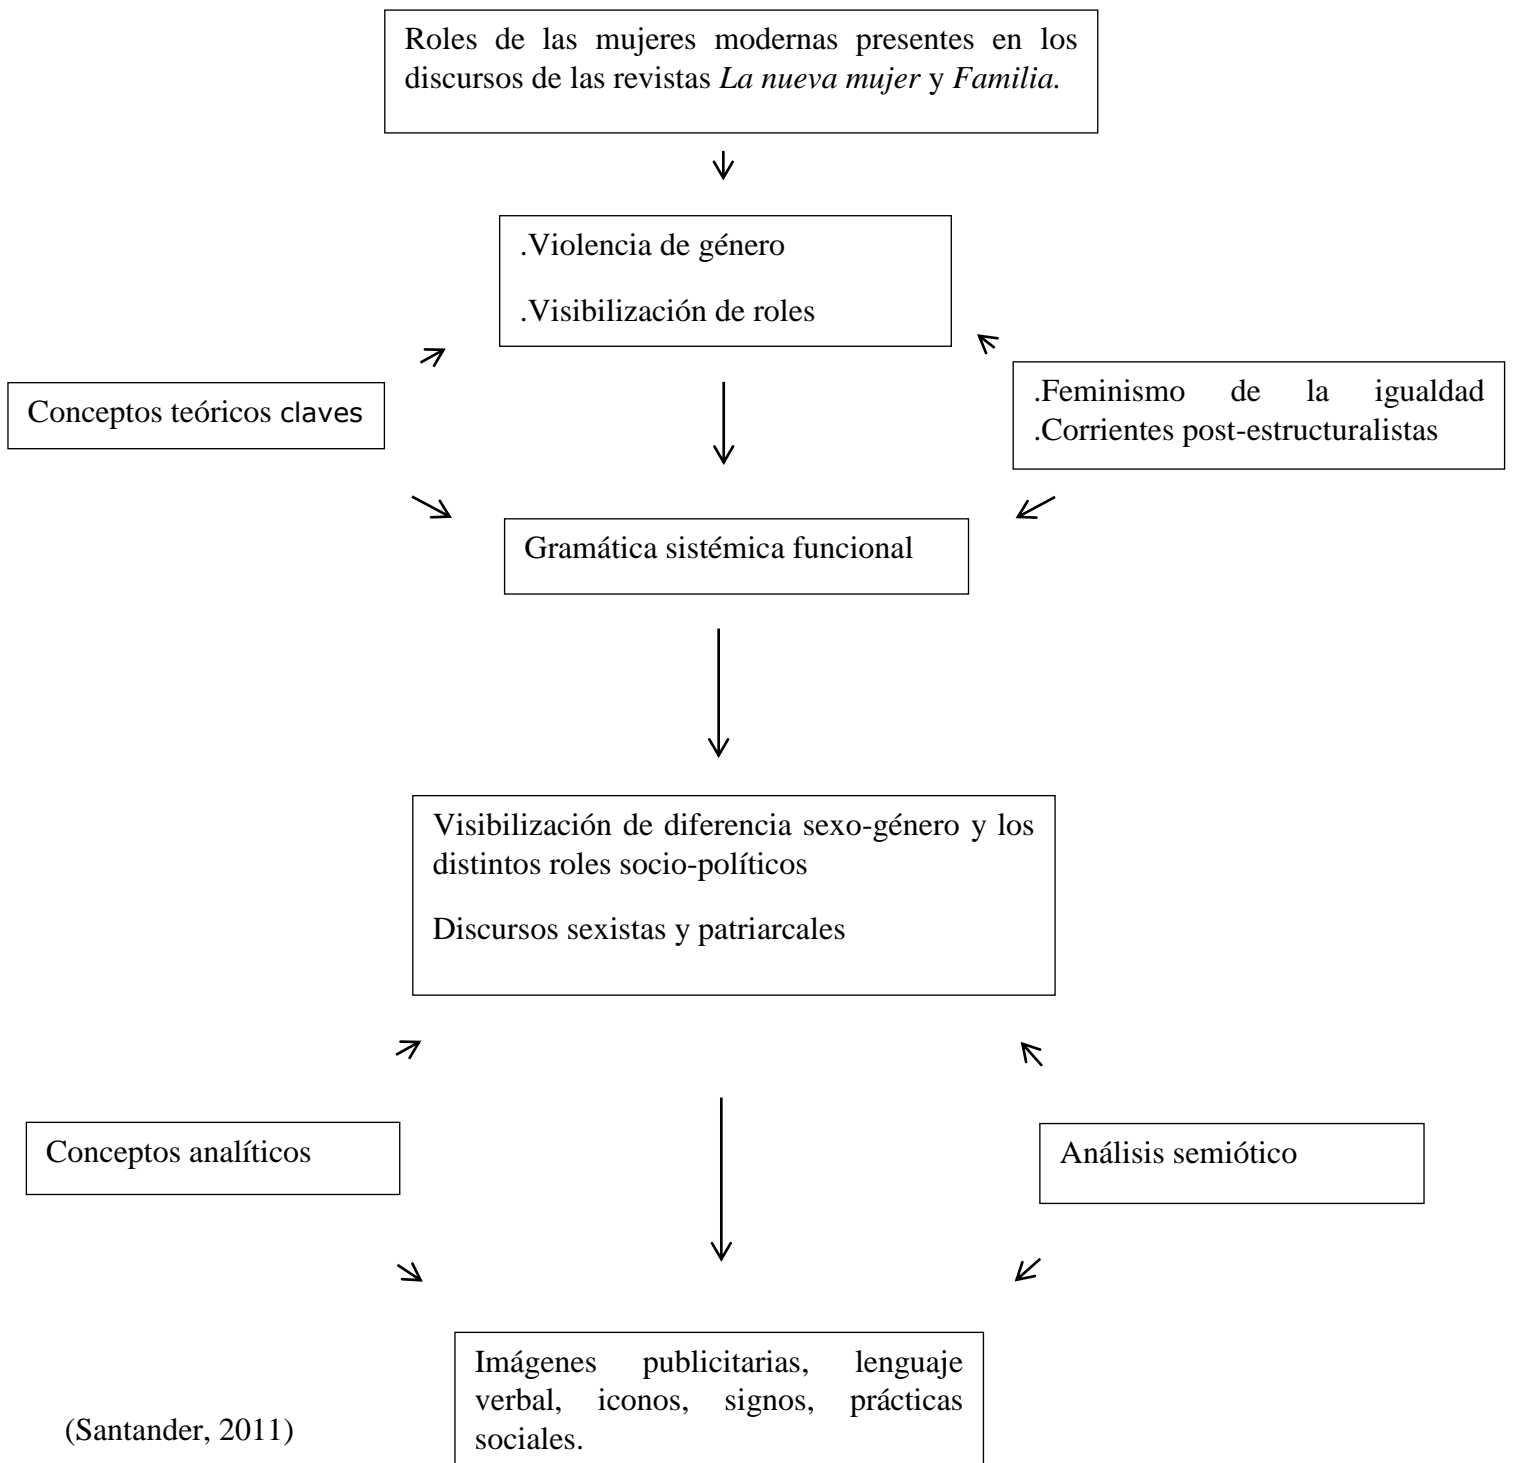 Roles de las mujeres modernas presentes en los
discursos de las revistas La nueva mujer y Familia.
.Violencia de género
.Visibilización de roles
Conceptos teóricos claves
.Feminismo de la igualdad
.Corrientes post-estructuralistas
Gramática sistémica funcional
Visibilización de diferencia sexo-género y los
distintos roles socio-políticos
Discursos sexistas y patriarcales
Conceptos analíticos
Análisis semiótico
Imágenes publicitarias, lenguaje
verbal, iconos, signos, prácticas
sociales.
(Santander, 2011)